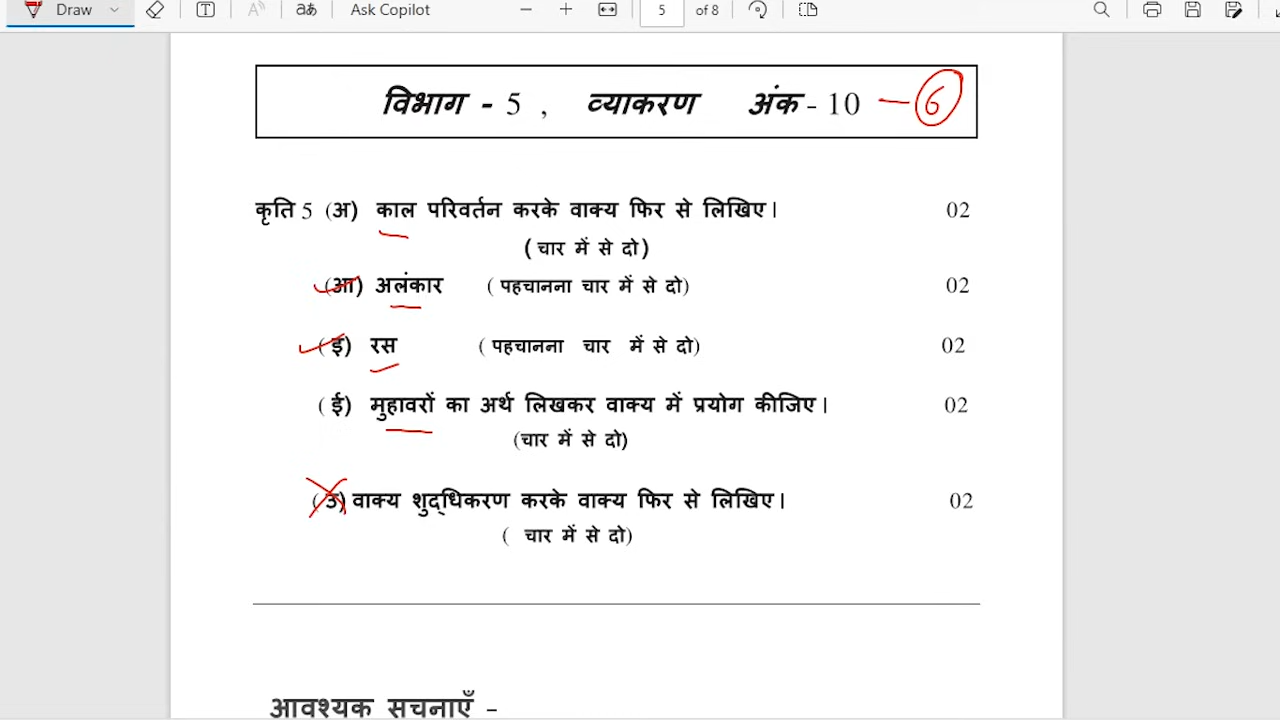 Draw Ask Copilot 5 of 8
विभाग - 5 , व्याकरण अंक - 10 — 6
कृति 5 (अ) काल परिवर्तन करके वाक्य फिर से लिखिए। 02
( चार में से दो )
(आ) अलंकार ( पहचानना चार में से दो) 02
( इ) रस ( पहचानना चार में से दो) 02
( ई) मुहावरों का अर्थ लिखकर वाक्य में प्रयोग कीजिए। 02
(चार में से दो)
( उ) वाक्य शुद्धिकरण करके वाक्य फिर से लिखिए। 02
( चार में से दो)
आवश्यक सूचनाएँ -